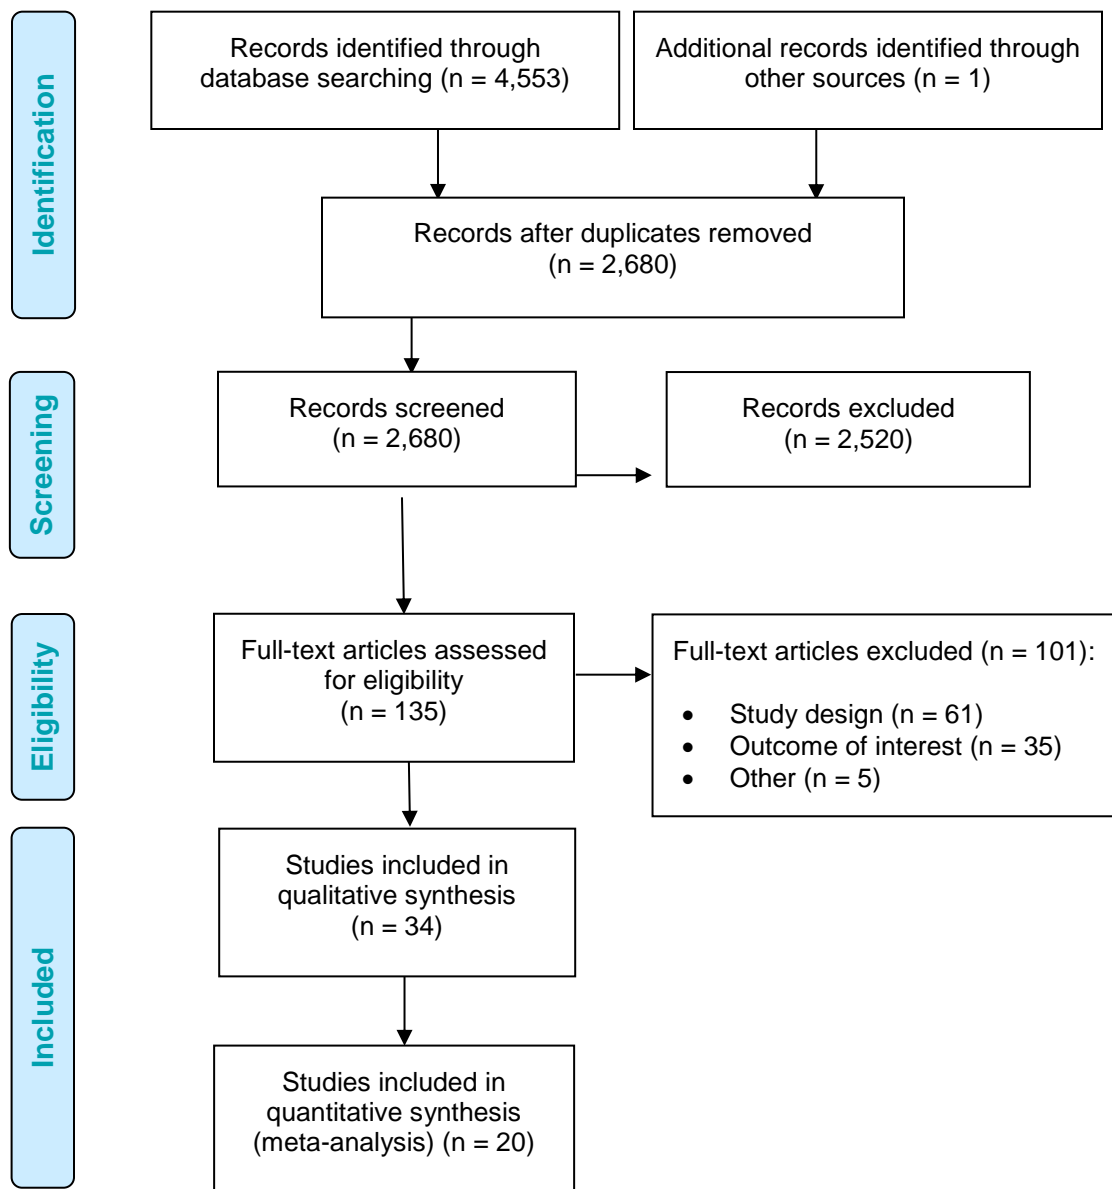 Identification
Records identified through
database searching (n = 4,553)
Additional records identified through
other sources (n = 1)
Records after duplicates removed
(n = 2,680)
Screening
Records screened
(n = 2,680)
Records excluded
(n = 2,520)
Eligibility
Full-text articles assessed
for eligibility
(n = 135)
Full-text articles excluded (n = 101):
• Study design (n = 61)
• Outcome of interest (n = 35)
• Other (n = 5)
Included
Studies included in
qualitative synthesis
(n = 34)
Studies included in
quantitative synthesis
(meta-analysis) (n = 20)